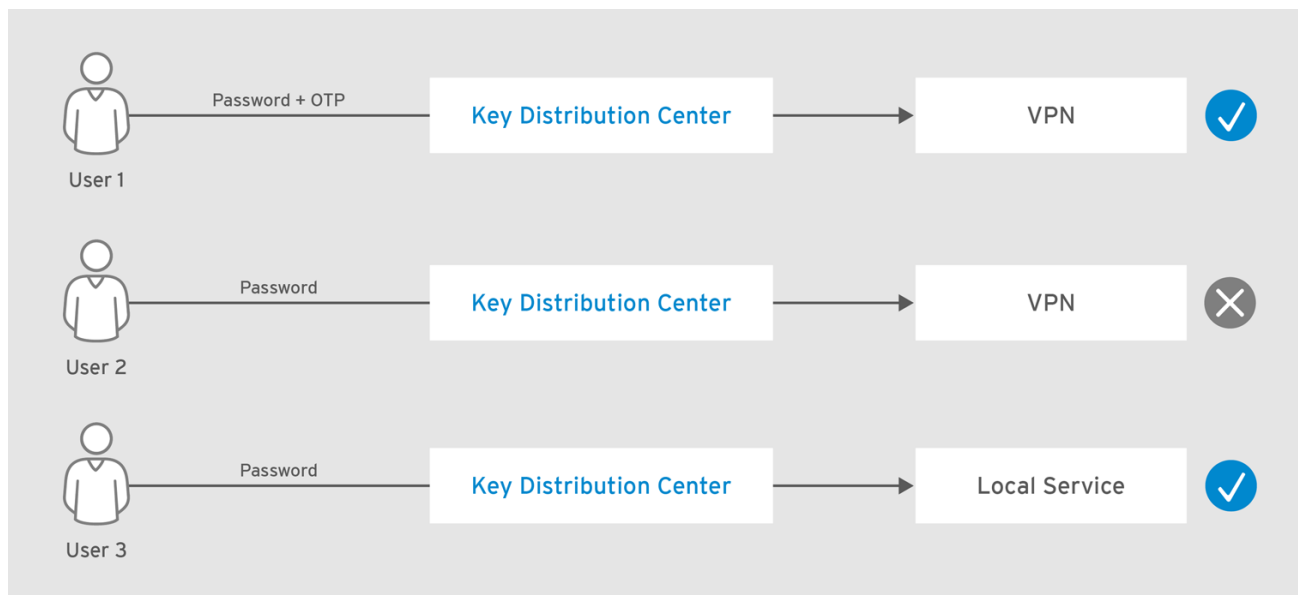 Password + OTP
Key Distribution Center
VPN
User 1
Password
Key Distribution Center
VPN
User 2
Password
Key Distribution Center
Local Service
User 3